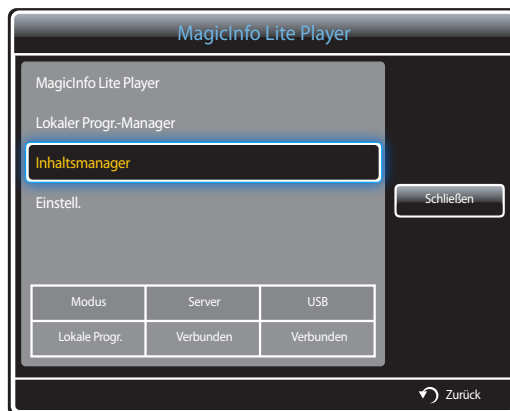 MagicInfo Lite Player
MagicInfo Lite Player
Lokaler Progr.-Manager
Inhaltsmanager
Einstell.
Schließen
Modus Server USB
Lokale Progr. Verbunden Verbunden
Zurück